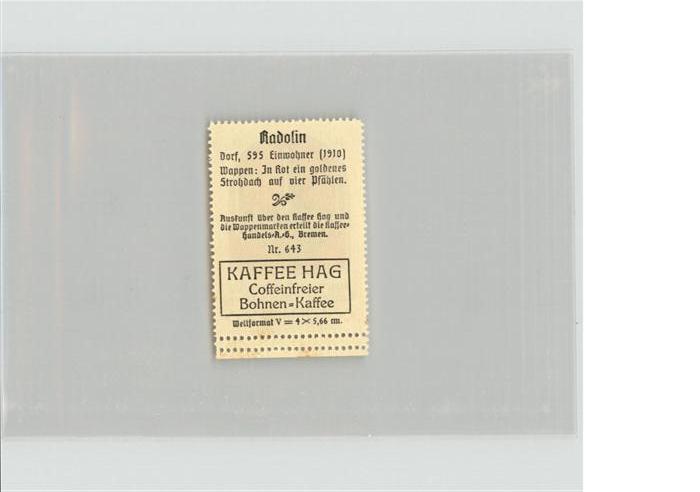 Radolin
Dorf, 595 Einwohner (1910)
Wappen: In Rot ein goldenes
Strohdach auf vier Pfählen.
Auskunft über den Kaffee Hag und
die Wappenmarken erteilt die Kaffee-
Handels-A.-G., Bremen.
Nr. 643
KAFFEE HAG
Coffeinfreier
Bohnen=Kaffee
Weltformat V = 4 × 5,66 cm.